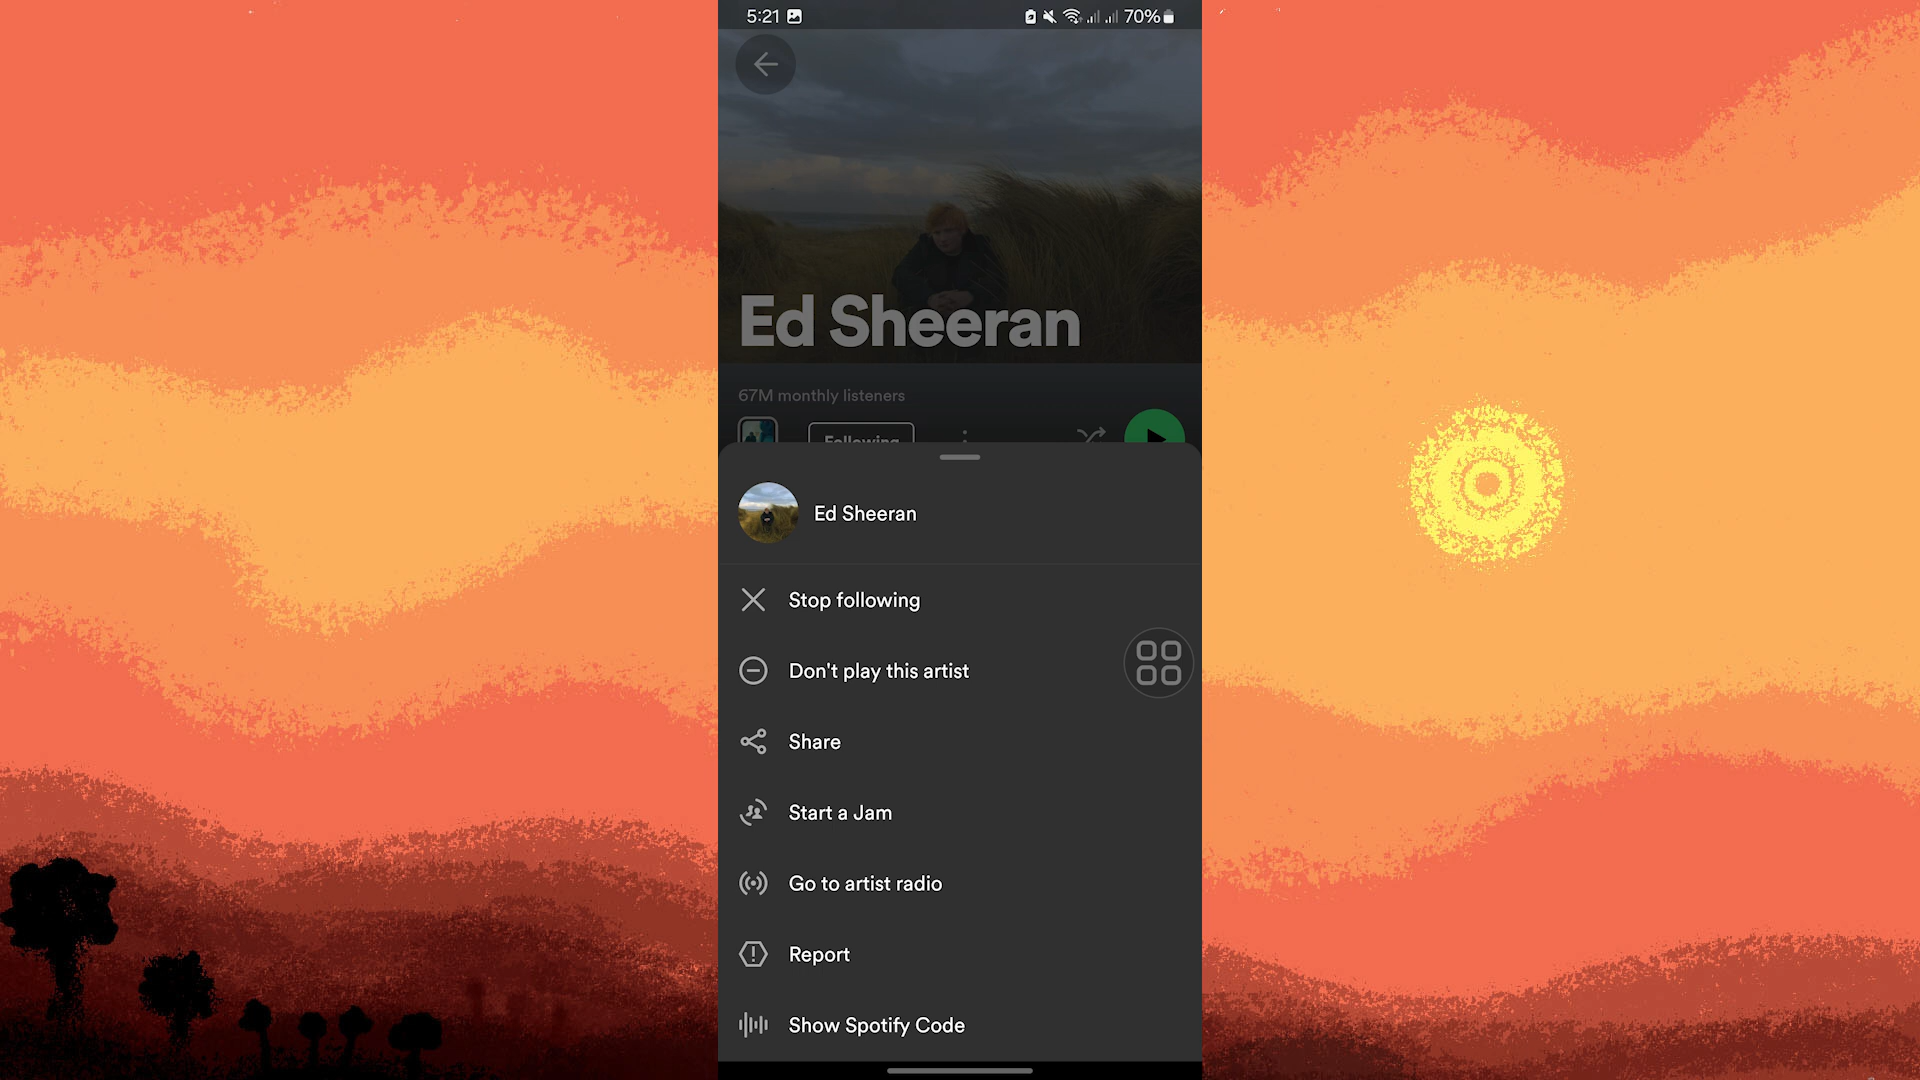 5:21
70%
Ed Sheeran
67M monthly listeners
Following
Ed Sheeran
Stop following
Don't play this artist
Share
Start a Jam
Go to artist radio
Report
Show Spotify Code